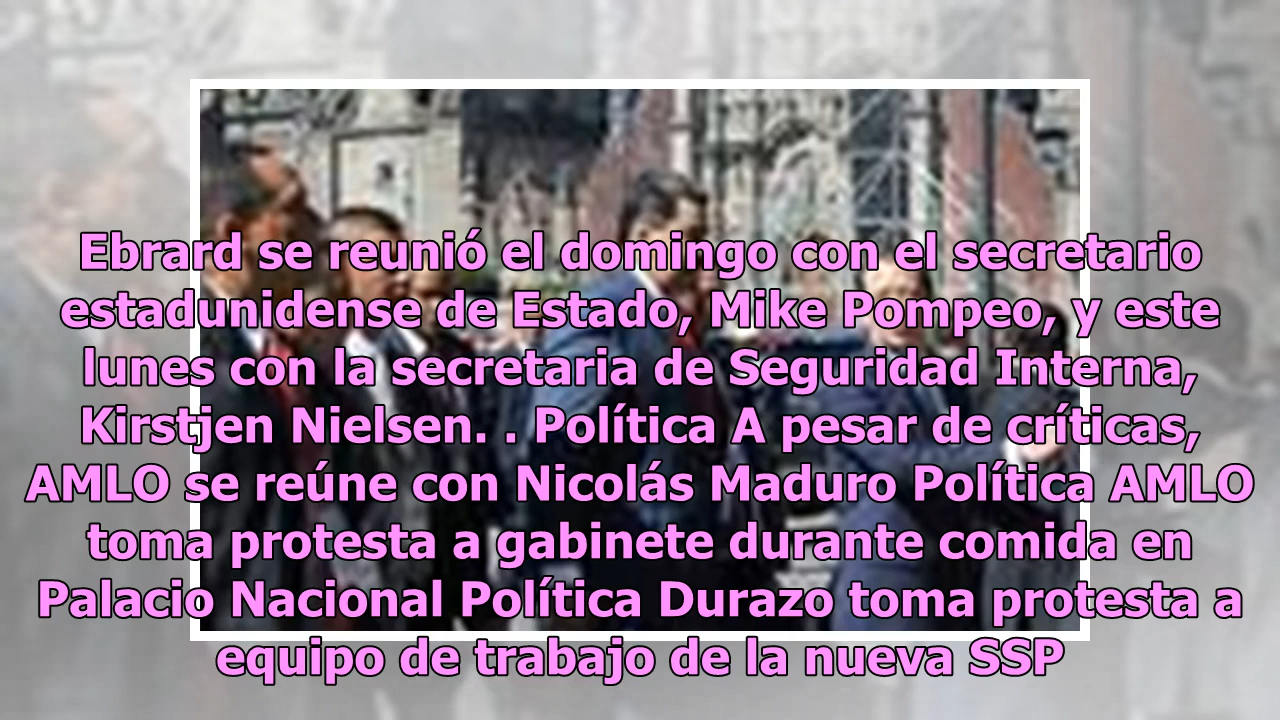 Ebrard se reunió el domingo con el secretario
estadunidense de Estado, Mike Pompeo, y este
lunes con la secretaria de Seguridad Interna,
Kirstjen Nielsen. . Política A pesar de críticas,
AMLO se reúne con Nicolás Maduro Política AMLO
toma protesta a gabinete durante comida en
Palacio Nacional Política Durazo toma protesta a
equipo de trabajo de la nueva SSP